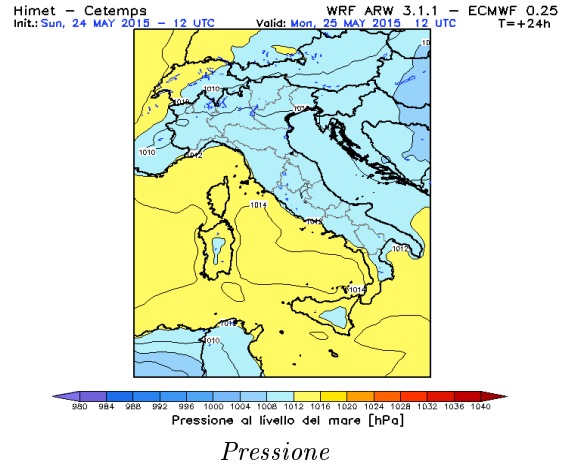 Himet – Cetemps WRF ARW 3.1.1 – ECMWF 0.25
Init.: Sun, 24 MAY 2015 – 12 UTC Valid: Mon, 25 MAY 2015 12 UTC T=+24h
1010
1010
1012
1014
1012
1014
1010
980 984 988 992 996 1000 1004 1008 1012 1016 1020 1024 1028 1032 1036 1040
Pressione al livello del mare [hPa]
Pressione